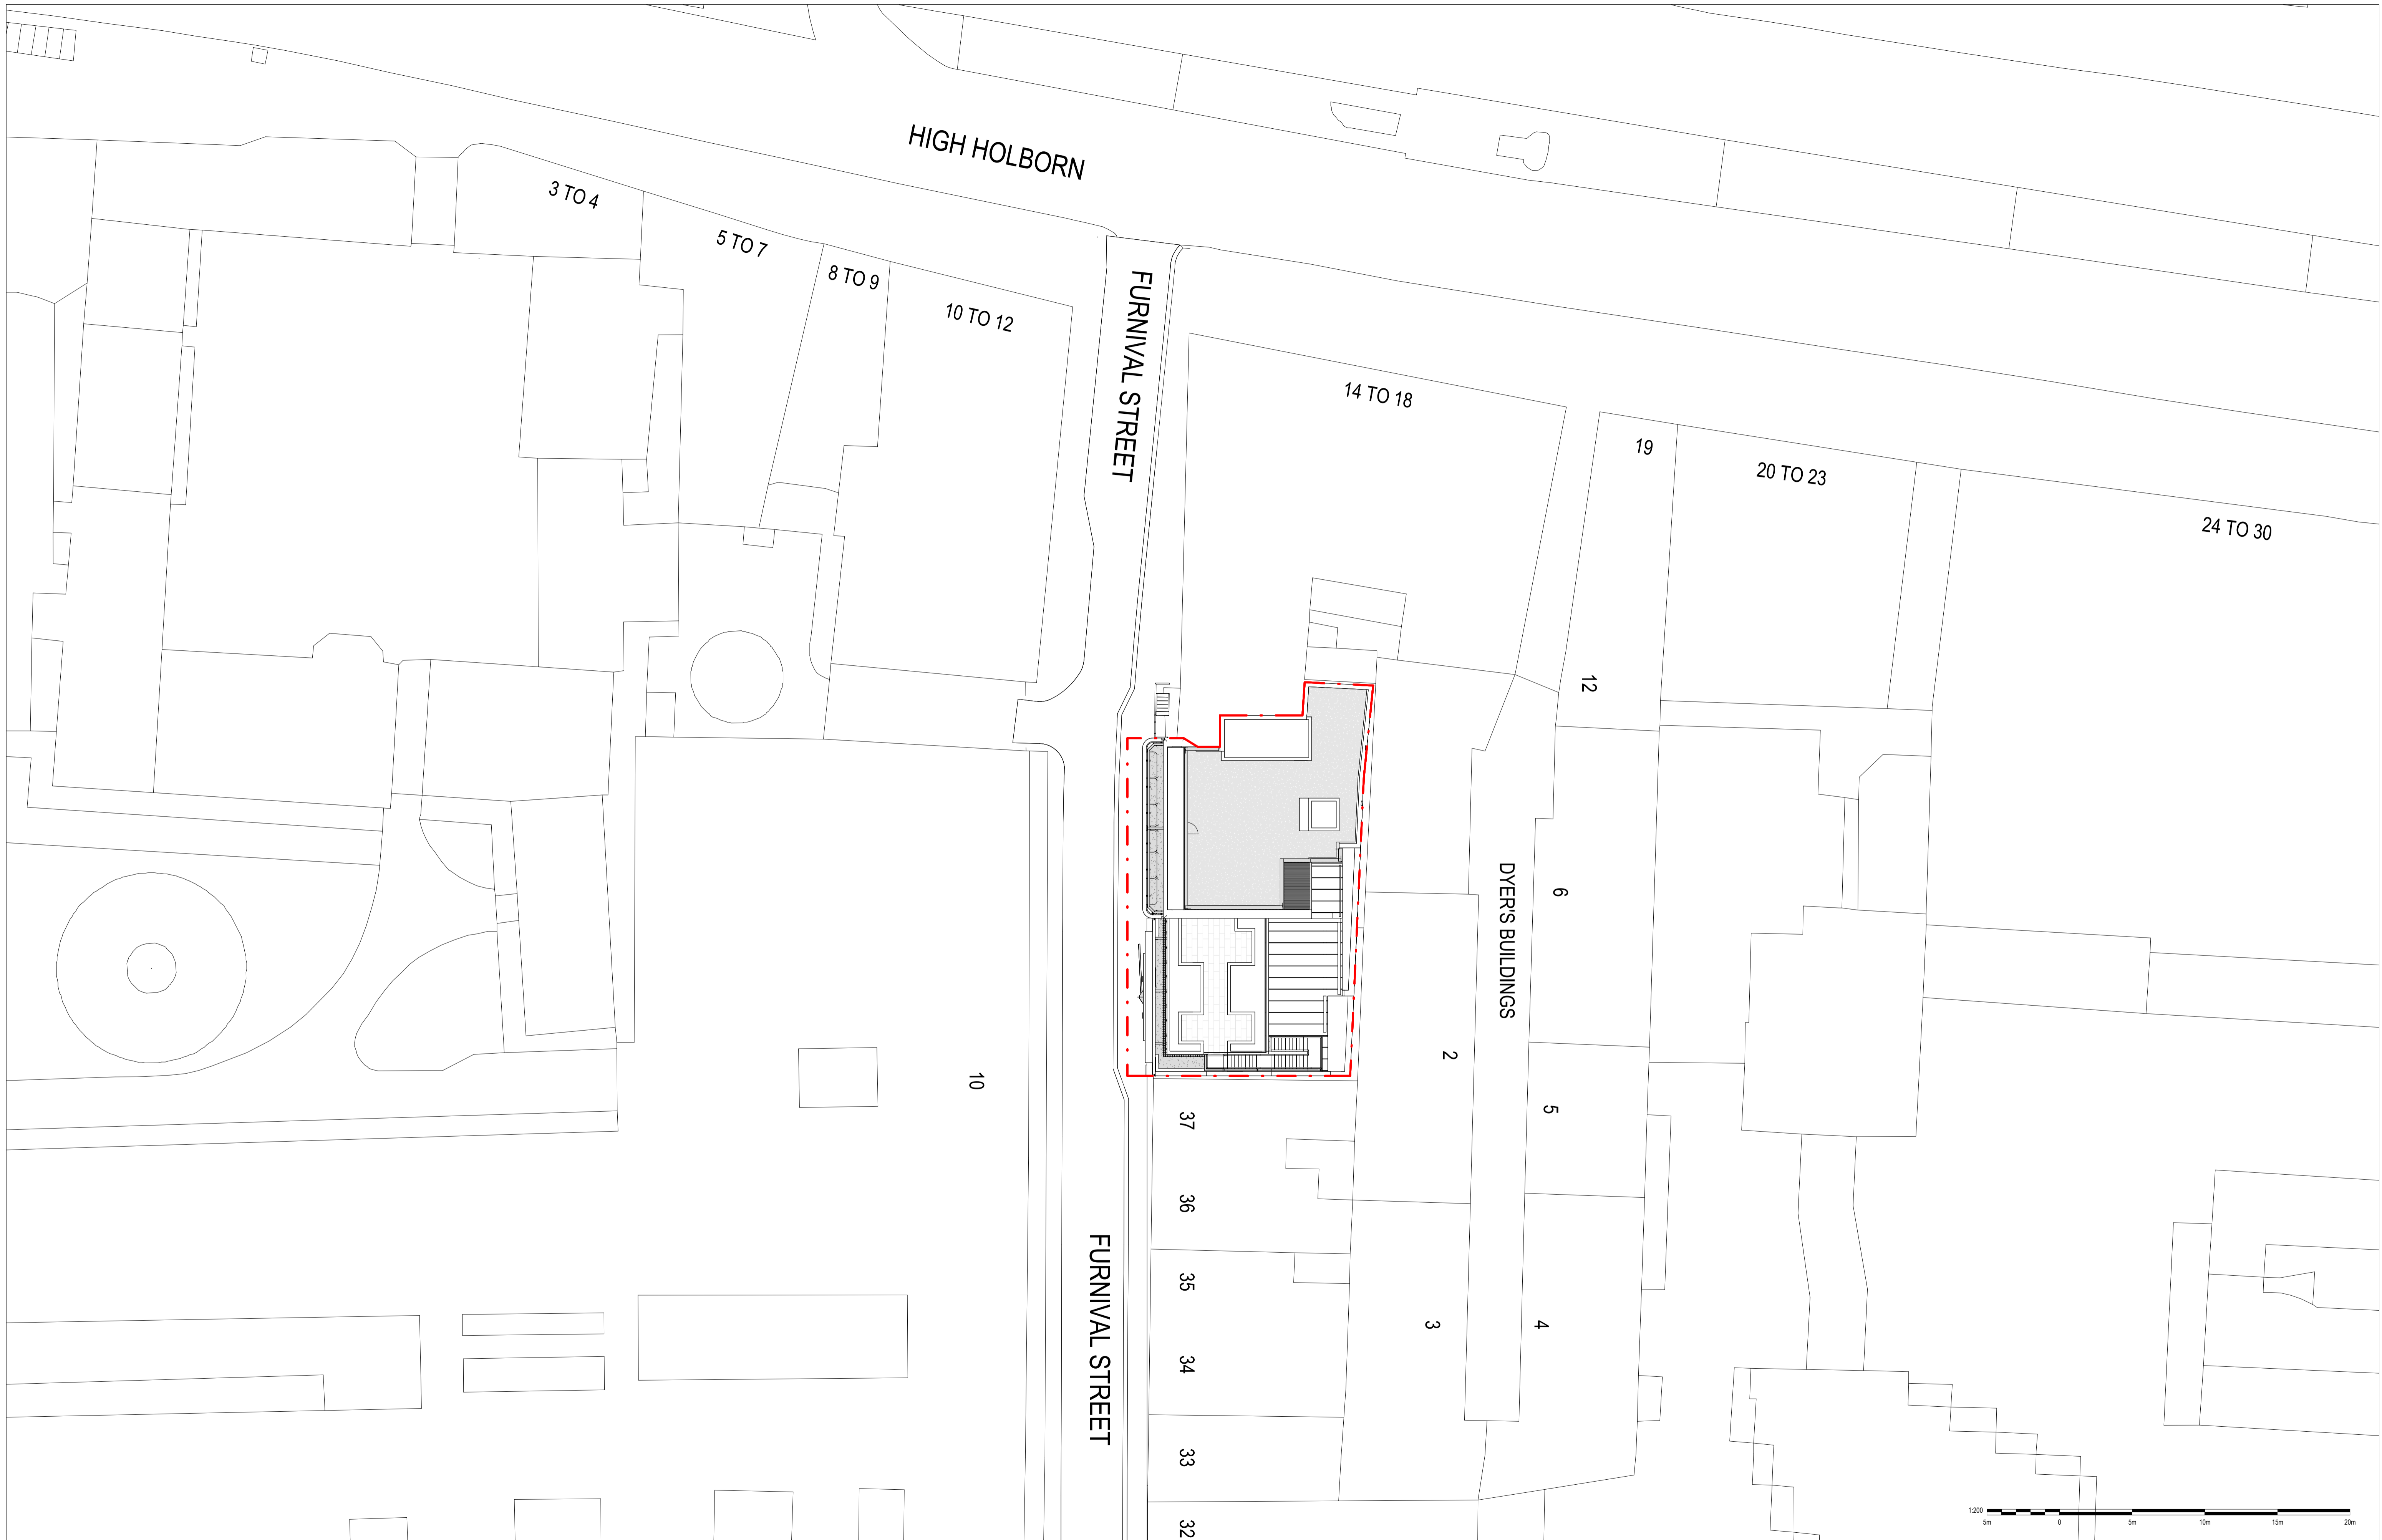 HIGH HOLBORN
3 TO 4
5 TO 7
8 TO 9
10 TO 12
FURNIVAL STREET
14 TO 18
19
20 TO 23
24 TO 30
12
6
DYER'S BUILDINGS
2
10
5
37
36
FURNIVAL STREET
35
3
4
34
33
32
1:200
5m 0 5m 10m 15m 20m